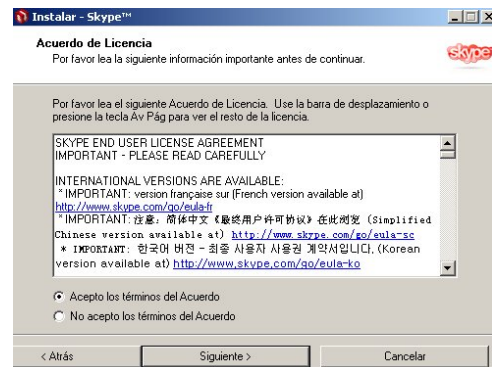 Instalar - Skype™
Acuerdo de Licencia
Por favor lea la siguiente información importante antes de continuar.
skype
Por favor lea el siguiente Acuerdo de Licencia. Use la barra de desplazamiento o
presione la tecla Av Pág para ver el resto de la licencia.
SKYPE END USER LICENSE AGREEMENT
IMPORTANT - PLEASE READ CAREFULLY
INTERNATIONAL VERSIONS ARE AVAILABLE:
* IMPORTANT: version française sur (French version available at)
http://www.skype.com/go/eula-fr
* IMPORTANT: 注意: 简体中文《最终用户许可协议》在此浏览 (Simplified
Chinese version available at) http://www.skype.com/go/eula-sc
* IMPORTANT: 한국어 버전 - 최종 사용자 사용권 계약서입니다. (Korean
version available at) http://www.skype.com/go/eula-ko
Acepto los términos del Acuerdo
No acepto los términos del Acuerdo
< Atrás
Siguiente >
Cancelar